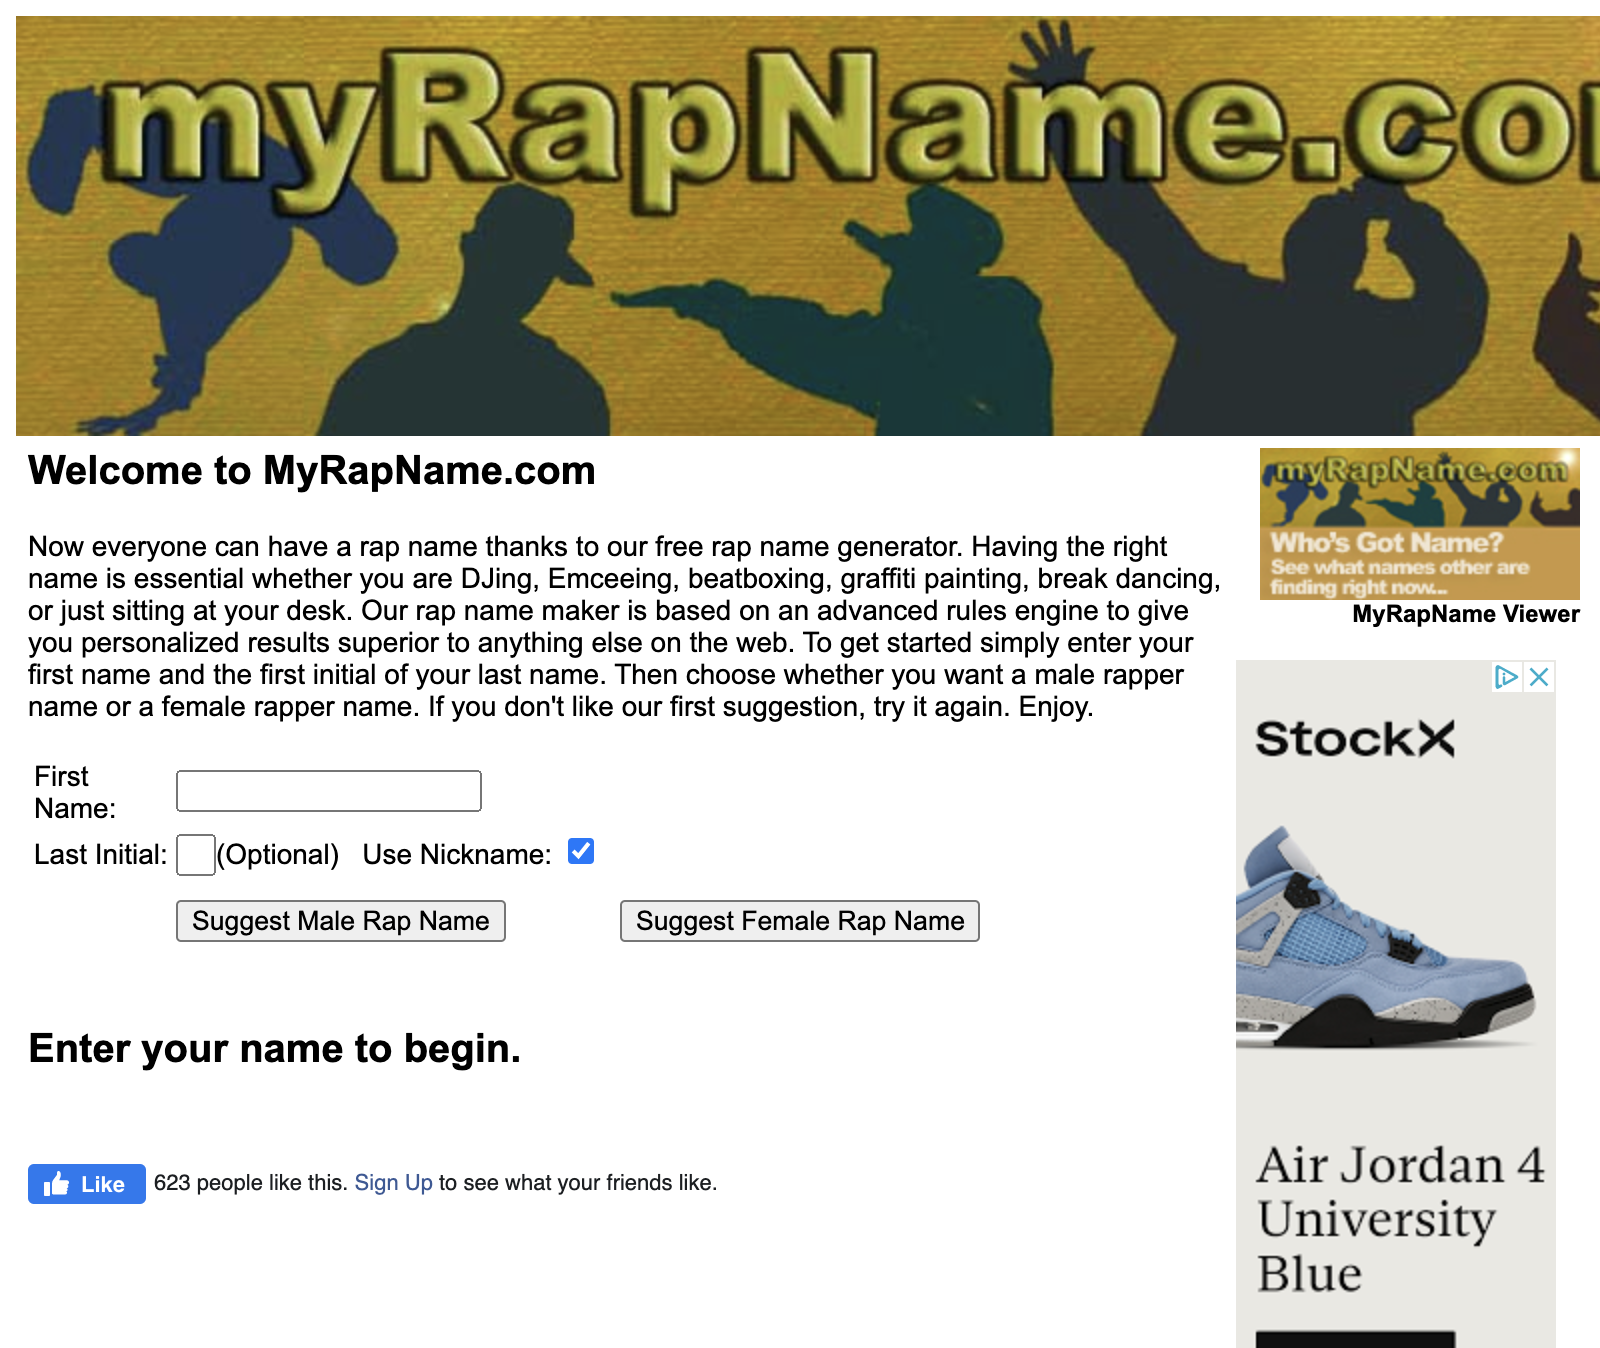 myRapName.co
Welcome to MyRapName.com
Now everyone can have a rap name thanks to our free rap name generator. Having the right
name is essential whether you are DJing, Emceeing, beatboxing, graffiti painting, break dancing,
or just sitting at your desk. Our rap name maker is based on an advanced rules engine to give
you personalized results superior to anything else on the web. To get started simply enter your
first name and the first initial of your last name. Then choose whether you want a male rapper
name or a female rapper name. If you don't like our first suggestion, try it again. Enjoy.
First
Name:
Last Initial: (Optional) Use Nickname:
Suggest Male Rap Name Suggest Female Rap Name
Enter your name to begin.
Like 623 people like this. Sign Up to see what your friends like.
myRapName.com
Who's Got Name?
See what names other are
finding right now...
MyRapName Viewer
StockX
Air Jordan 4
University
Blue